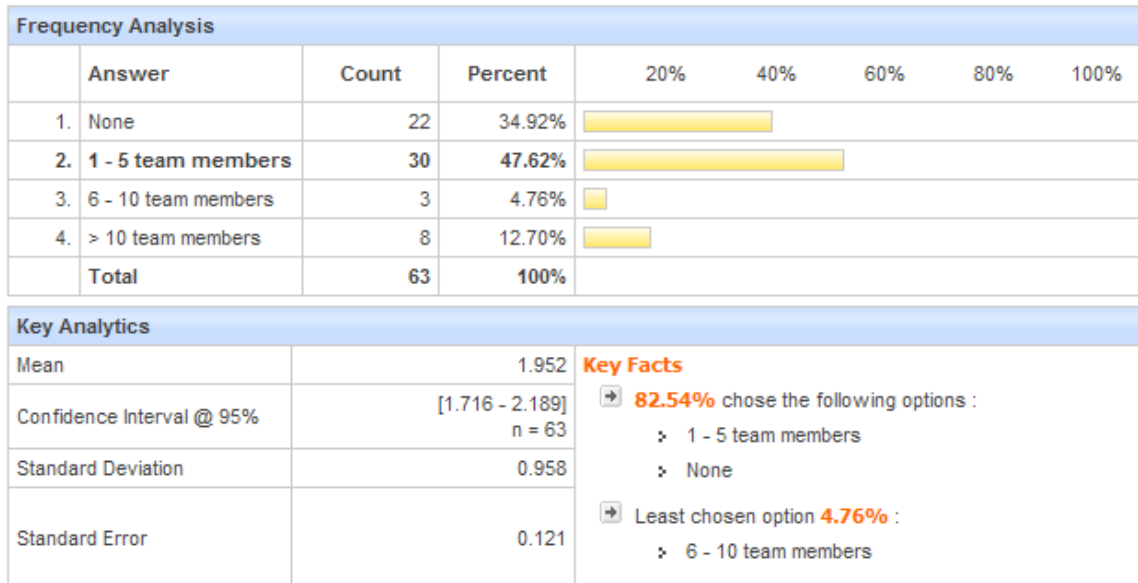 Frequency Analysis
Answer Count Percent 20% 40% 60% 80% 100%
1. None 22 34.92%
2. 1 - 5 team members 30 47.62%
3. 6 - 10 team members 3 4.76%
4. > 10 team members 8 12.70%
Total 63 100%
Key Analytics
Mean 1.952
Confidence Interval @ 95% [1.716 - 2.189]
n = 63
Standard Deviation 0.958
Standard Error 0.121
Key Facts
82.54% chose the following options :
1 - 5 team members
None
Least chosen option 4.76% :
6 - 10 team members